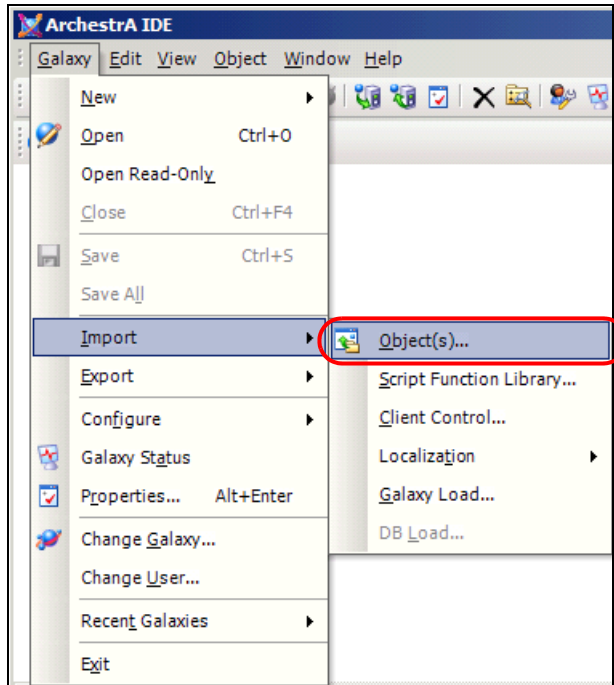 ArchestrA IDE
Galaxy Edit View Object Window Help
New
Open Ctrl+O
Open Read-Only
Close Ctrl+F4
Save Ctrl+S
Save All
Import
Export
Configure
Galaxy Status
Properties... Alt+Enter
Change Galaxy...
Change User...
Recent Galaxies
Exit
Object(s)...
Script Function Library...
Client Control...
Localization
Galaxy Load...
DB Load...